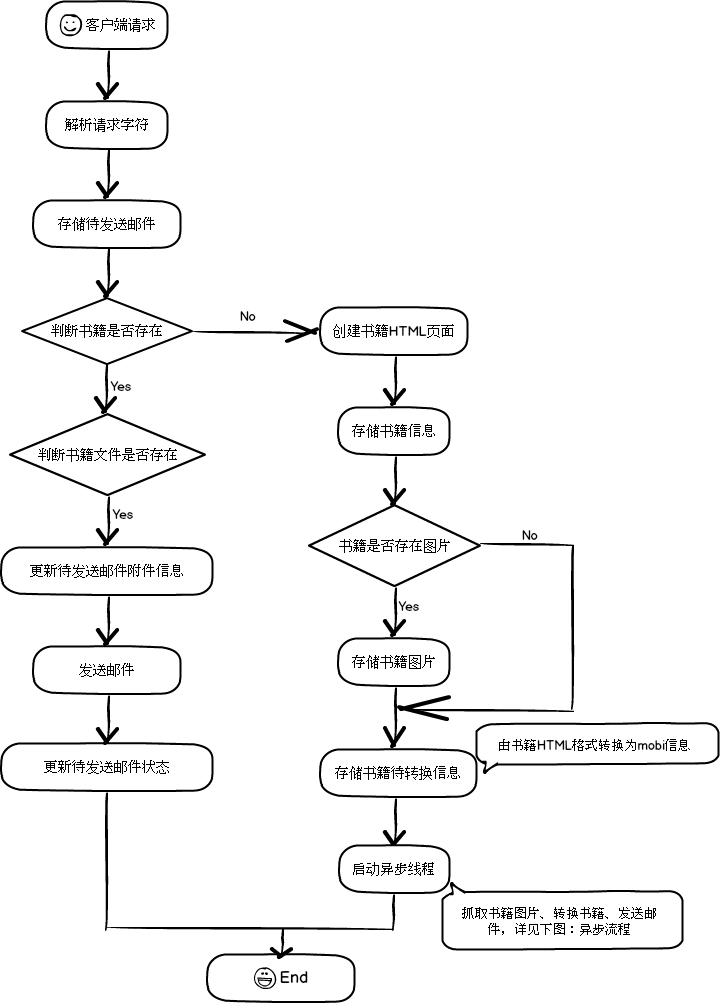 客户端请求
解析请求字符
存储待发送邮件
判断书籍是否存在
No
创建书籍HTML页面
Yes
存储书籍信息
判断书籍文件是否存在
Yes
书籍是否存在图片
No
更新待发送邮件附件信息
Yes
发送邮件
存储书籍图片
由书籍HTML格式转换为mobi信息
更新待发送邮件状态
存储书籍待转换信息
启动异步线程
抓取书籍图片、转换书籍、发送邮
件，详见下图：异步流程
End